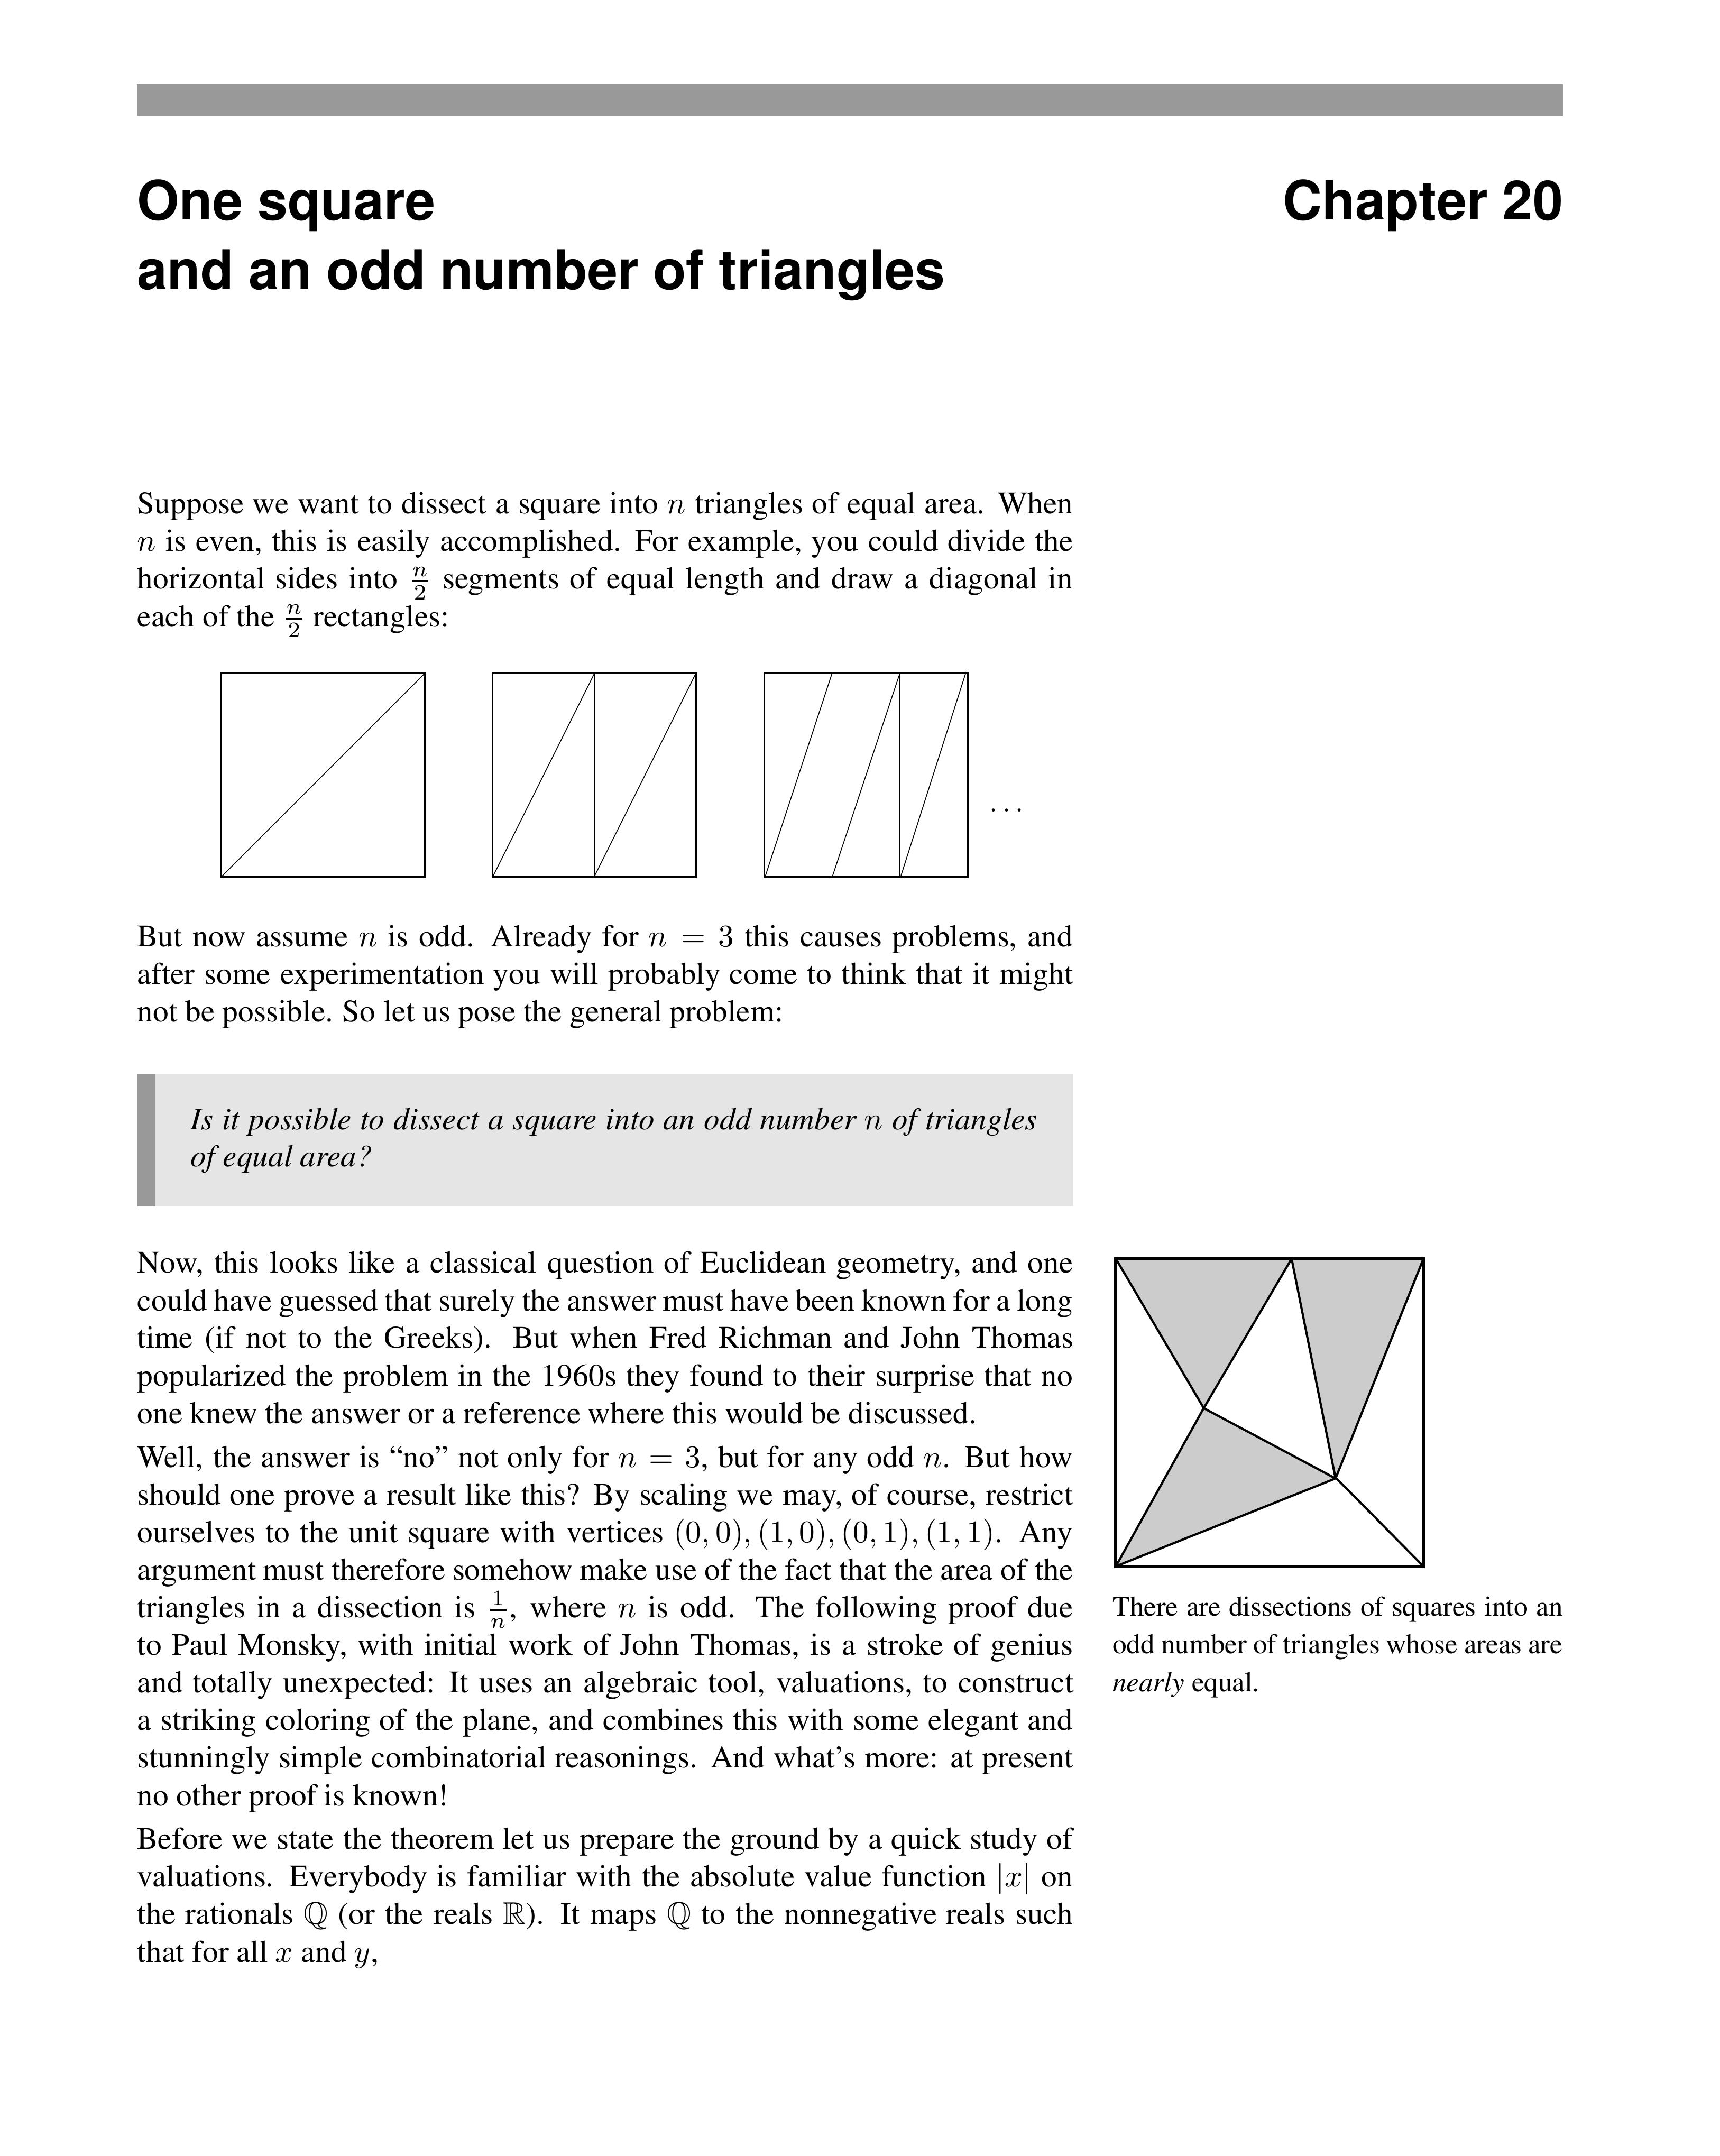 One square
and an odd number of triangles
Chapter 20
Suppose we want to dissect a square into n triangles of equal area. When
n is even, this is easily accomplished. For example, you could divide the
horizontal sides into n/2 segments of equal length and draw a diagonal in
each of the n/2 rectangles:
. . .
But now assume n is odd. Already for n = 3 this causes problems, and
after some experimentation you will probably come to think that it might
not be possible. So let us pose the general problem:
Is it possible to dissect a square into an odd number n of triangles
of equal area?
Now, this looks like a classical question of Euclidean geometry, and one
could have guessed that surely the answer must have been known for a long
time (if not to the Greeks). But when Fred Richman and John Thomas
popularized the problem in the 1960s they found to their surprise that no
one knew the answer or a reference where this would be discussed.
Well, the answer is “no” not only for n = 3, but for any odd n. But how
should one prove a result like this? By scaling we may, of course, restrict
ourselves to the unit square with vertices (0, 0), (1, 0), (0, 1), (1, 1). Any
argument must therefore somehow make use of the fact that the area of the
triangles in a dissection is 1/n, where n is odd. The following proof due
to Paul Monsky, with initial work of John Thomas, is a stroke of genius
and totally unexpected: It uses an algebraic tool, valuations, to construct
a striking coloring of the plane, and combines this with some elegant and
stunningly simple combinatorial reasonings. And what’s more: at present
no other proof is known!
Before we state the theorem let us prepare the ground by a quick study of
valuations. Everybody is familiar with the absolute value function |x| on
the rationals ℚ (or the reals ℝ). It maps ℚ to the nonnegative reals such
that for all x and y,
There are dissections of squares into an
odd number of triangles whose areas are
nearly equal.